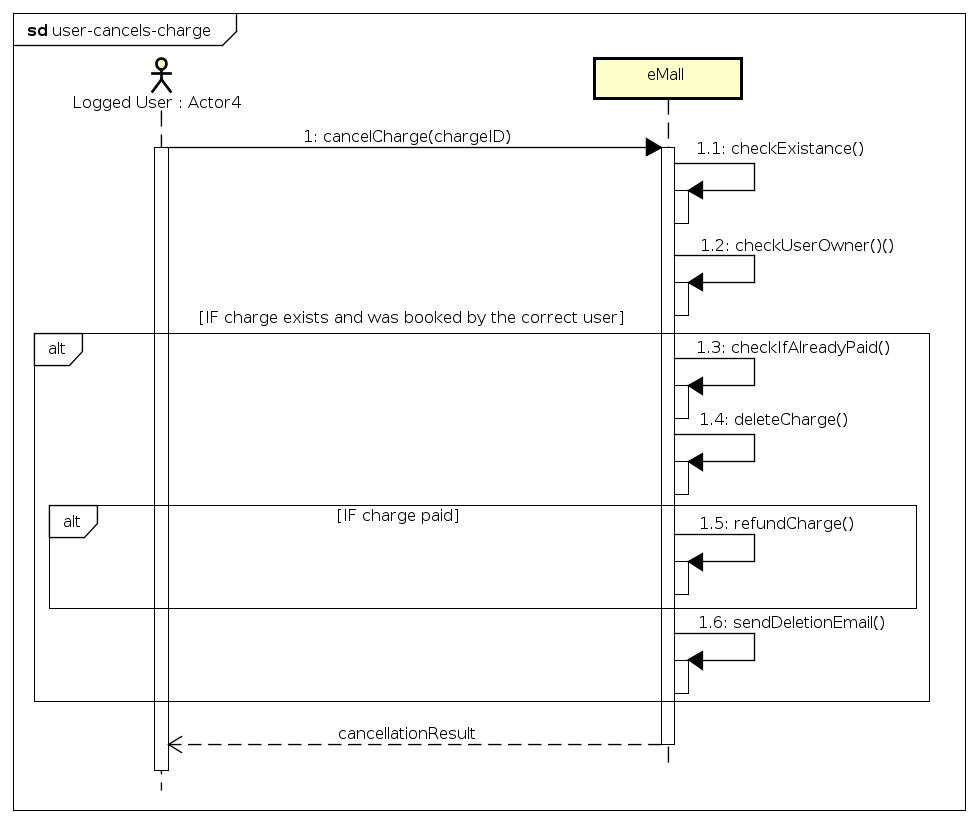 sd user-cancels-charge
Logged User : Actor4
eMall
1: cancelCharge(chargeID)
1.1: checkExistance()
1.2: checkUserOwner()()
[IF charge exists and was booked by the correct user]
alt
1.3: checkIfAlreadyPaid()
1.4: deleteCharge()
alt
[IF charge paid]
1.5: refundCharge()
1.6: sendDeletionEmail()
cancellationResult